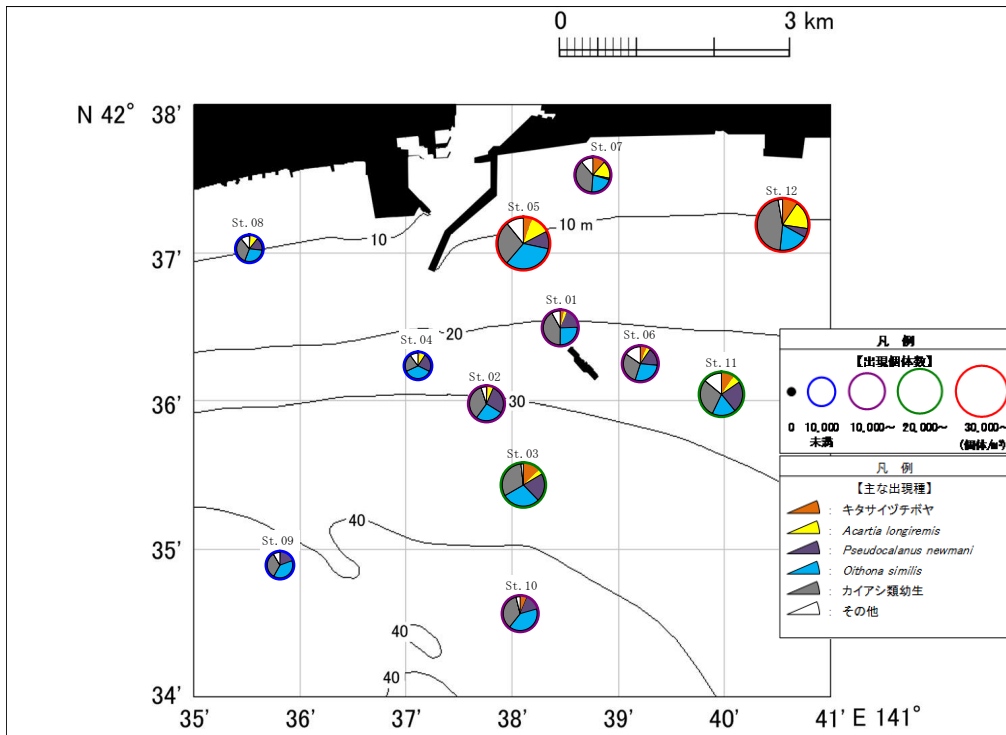 0 3 km
N 42° 38'
37'
36'
35'
34'
35' 36' 37' 38' 39' 40' 41' E 141°
St.07
St.12
St.05
St.08
10
10 m
St.01
20
St.04
St.06
St.02
St.11
30
St.03
40
St.09
St.10
40
40
凡 例
【出現個体数】
0 10,000未満 10,000～ 20,000～ 30,000～
(個体/m³)
凡 例
【主な出現種】
: キタサイヅチボヤ
: Acartia longiremis
: Pseudocalanus newmani
: Oithona similis
: カイアシ類幼生
: その他